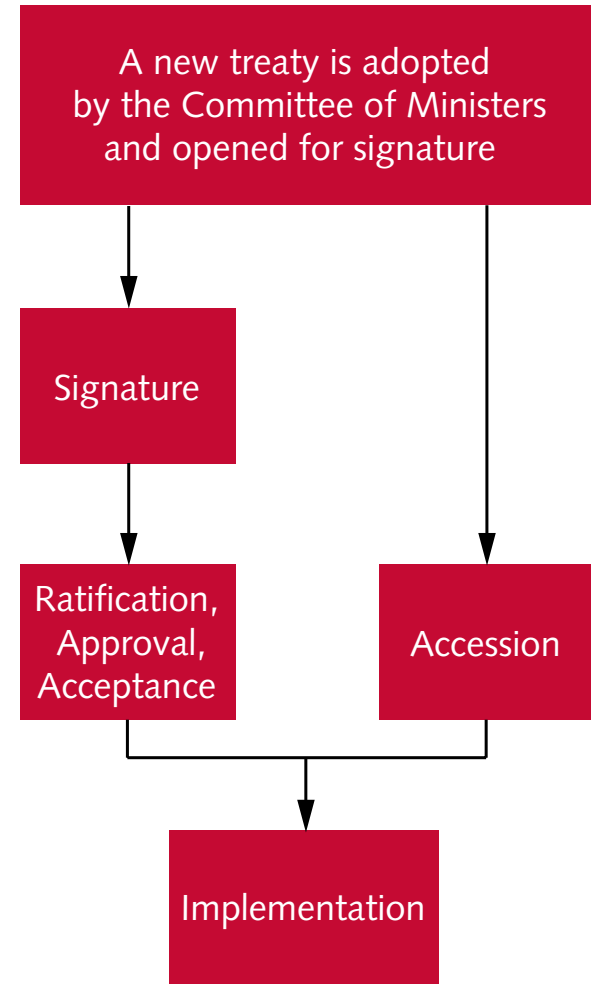 A new treaty is adopted
by the Committee of Ministers
and opened for signature
Signature
Ratification,
Approval,
Acceptance
Accession
Implementation